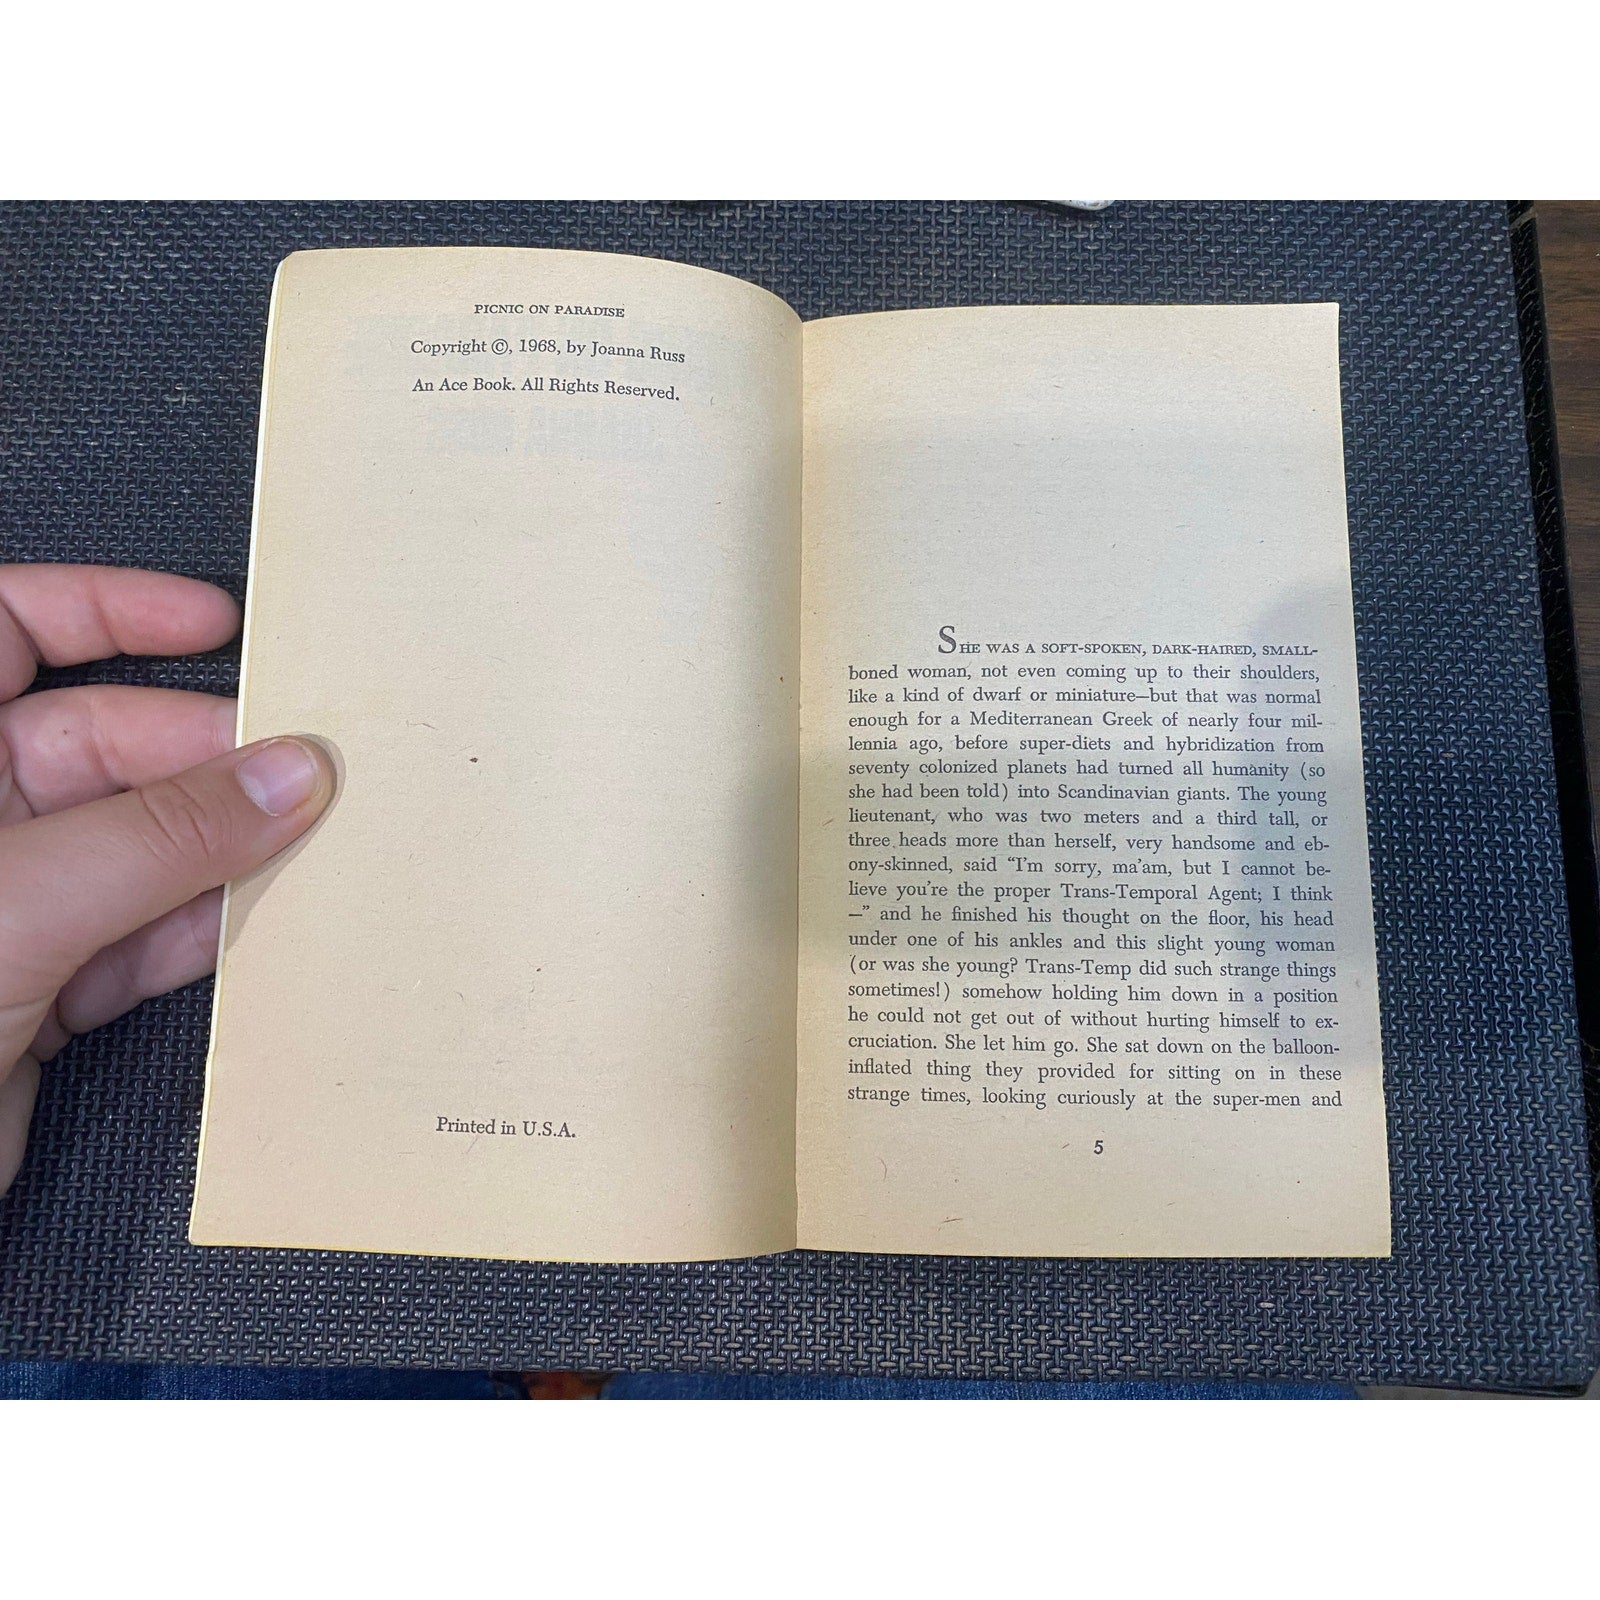 PICNIC ON PARADISE
Copyright ©, 1968, by Joanna Russ
An Ace Book. All Rights Reserved.
Printed in U.S.A.
SHE WAS A SOFT-SPOKEN, DARK-HAIRED, SMALL-
boned woman, not even coming up to their shoulders,
like a kind of dwarf or miniature—but that was normal
enough for a Mediterranean Greek of nearly four mil-
lennia ago, before super-diets and hybridization from
seventy colonized planets had turned all humanity (so
she had been told) into Scandinavian giants. The young
lieutenant, who was two meters and a third tall, or
three heads more than herself, very handsome and eb-
ony-skinned, said “I’m sorry, ma’am, but I cannot be-
lieve you’re the proper Trans-Temporal Agent; I think
—” and he finished his thought on the floor, his head
under one of his ankles and this slight young woman
(or was she young? Trans-Temp did such strange things
sometimes!) somehow holding him down in a position
he could not get out of without hurting himself to ex-
cruciation. She let him go. She sat down on the balloon-
inflated thing they provided for sitting on in these
strange times, looking curiously at the super-men and
5